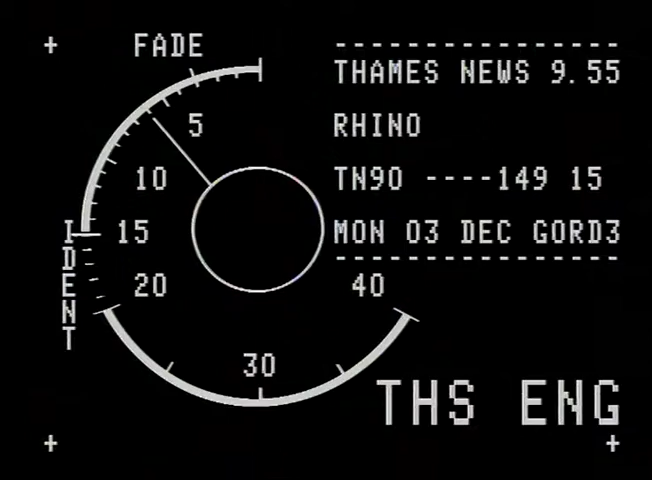 FADE
THAMES NEWS 9.55
5
RHINO
10
TN90 ----149 15
IDENT
15
MON 03 DEC GORD3
20
40
30
THS ENG